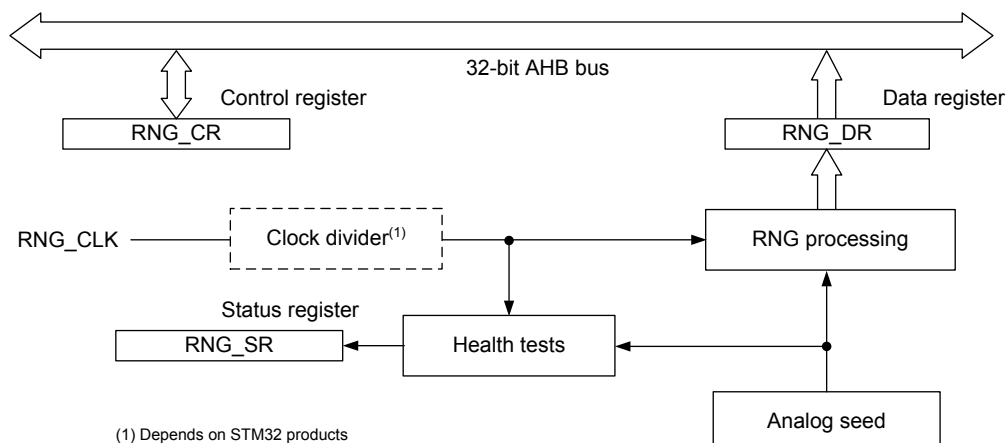 32-bit AHB bus
Control register
Data register
RNG_CR
RNG_DR
RNG_CLK
Clock divider(1)
RNG processing
Status register
RNG_SR
Health tests
Analog seed
(1) Depends on STM32 products